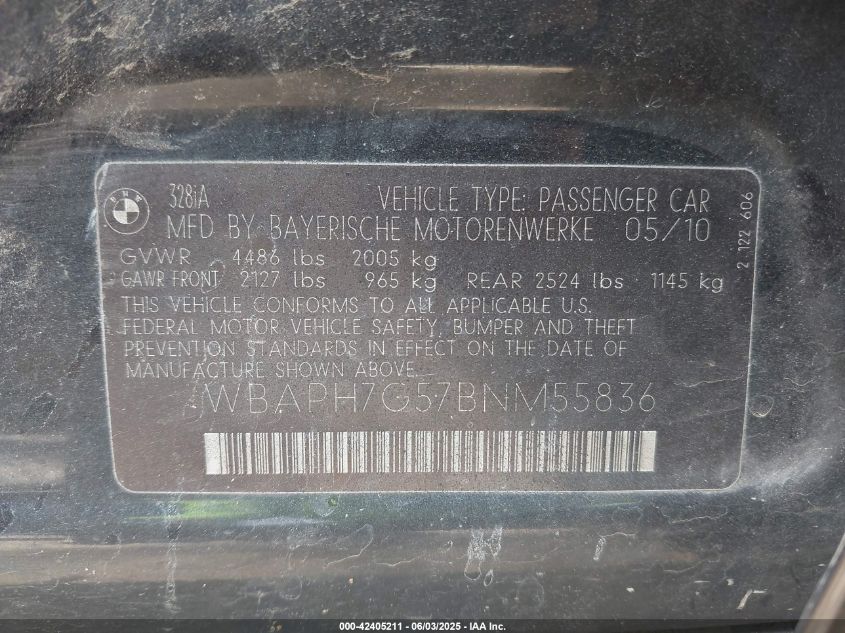 BMW
328iA
VEHICLE TYPE: PASSENGER CAR
MFD BY BAYERISCHE MOTORENWERKE 05/10
GVWR 4486 lbs 2005 kg
GAWR FRONT 2127 lbs 965 kg REAR 2524 lbs 1145 kg
THIS VEHICLE CONFORMS TO ALL APPLICABLE U.S.
FEDERAL MOTOR VEHICLE SAFETY, BUMPER AND THEFT
PREVENTION STANDARDS IN EFFECT ON THE DATE OF
MANUFACTURE SHOWN ABOVE.
WBAPH7G57BNM55836
2 122 606
000-42405211 - 06/03/2025 - IAA Inc.